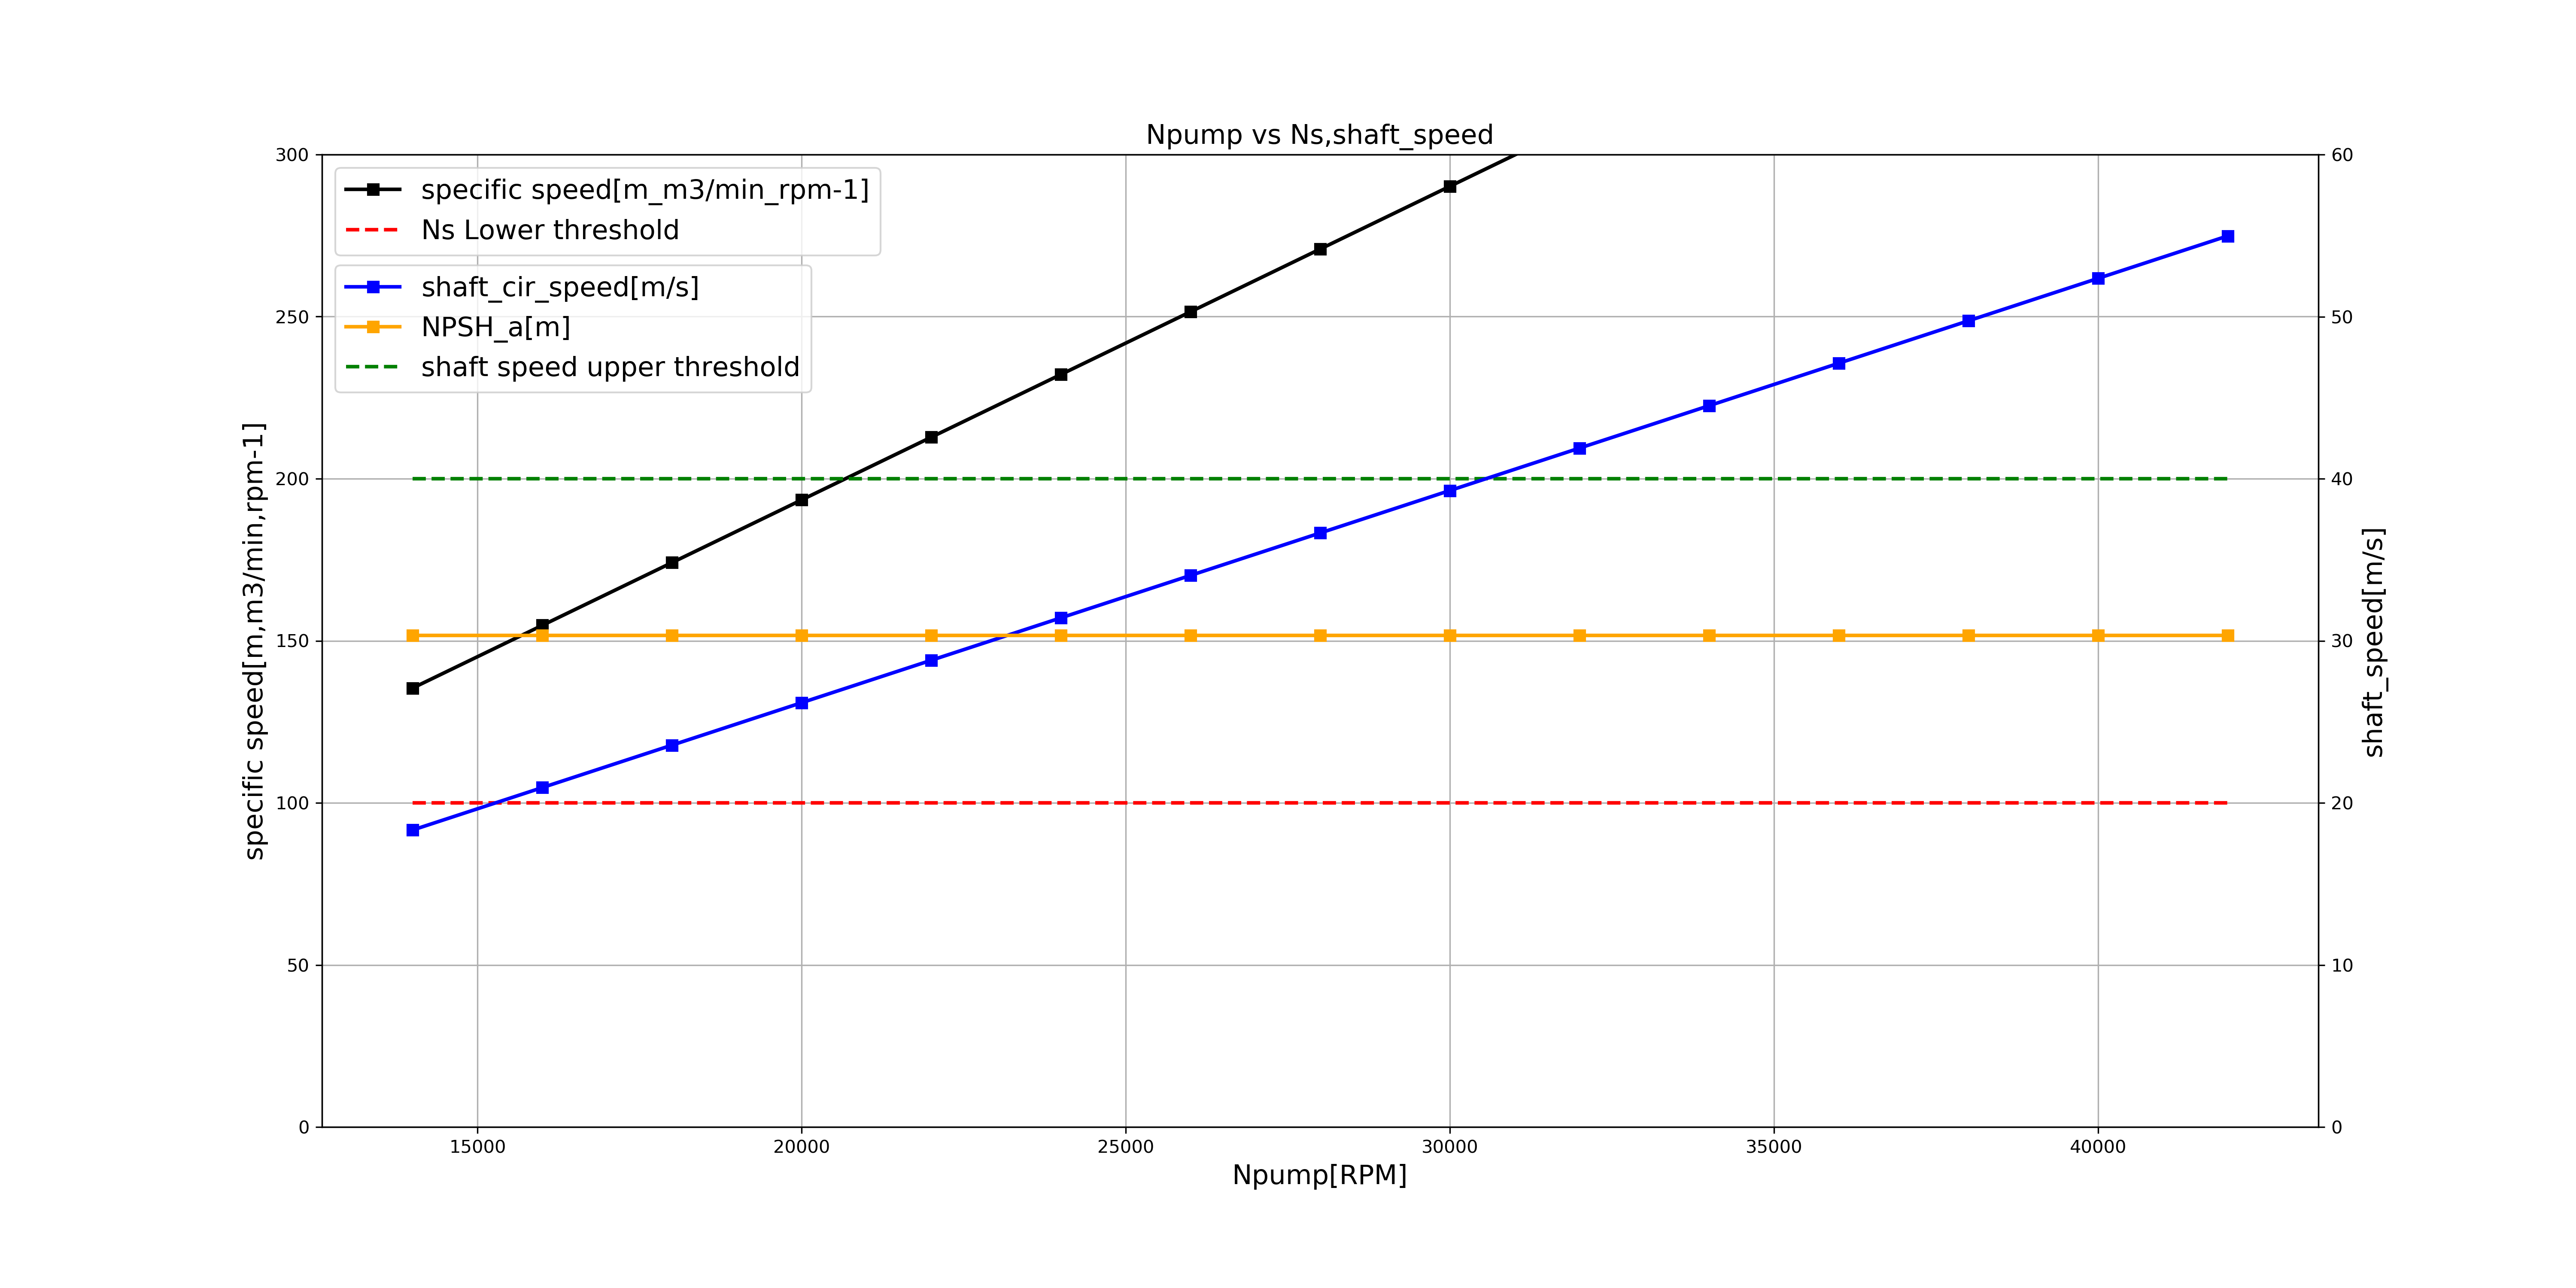 Npump vs Ns,shaft_speed
specific speed[m_m3/min_rpm-1]
Ns Lower threshold
shaft_cir_speed[m/s]
NPSH_a[m]
shaft speed upper threshold
specific speed[m,m3/min,rpm-1]
300
250
200
150
100
50
0
60
50
40
30
20
10
0
shaft_speed[m/s]
15000
20000
25000
30000
35000
40000
Npump[RPM]